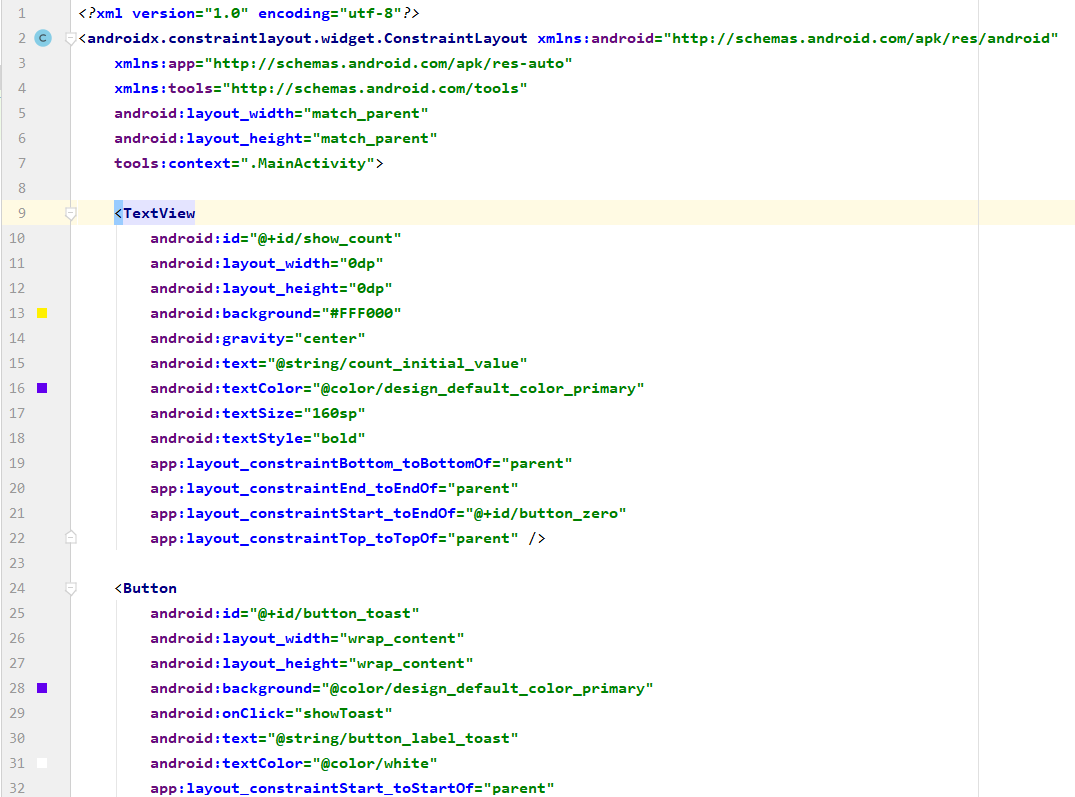 1 <?xml version="1.0" encoding="utf-8"?>
2 C <androidx.constraintlayout.widget.ConstraintLayout xmlns:android="http://schemas.android.com/apk/res/android"
3 xmlns:app="http://schemas.android.com/apk/res-auto"
4 xmlns:tools="http://schemas.android.com/tools"
5 android:layout_width="match_parent"
6 android:layout_height="match_parent"
7 tools:context=".MainActivity">
8
9 <TextView
10 android:id="@+id/show_count"
11 android:layout_width="0dp"
12 android:layout_height="0dp"
13 android:background="#FFF000"
14 android:gravity="center"
15 android:text="@string/count_initial_value"
16 android:textColor="@color/design_default_color_primary"
17 android:textSize="160sp"
18 android:textStyle="bold"
19 app:layout_constraintBottom_toBottomOf="parent"
20 app:layout_constraintEnd_toEndOf="parent"
21 app:layout_constraintStart_toEndOf="@+id/button_zero"
22 app:layout_constraintTop_toTopOf="parent" />
23
24 <Button
25 android:id="@+id/button_toast"
26 android:layout_width="wrap_content"
27 android:layout_height="wrap_content"
28 android:background="@color/design_default_color_primary"
29 android:onClick="showToast"
30 android:text="@string/button_label_toast"
31 android:textColor="@color/white"
32 app:layout_constraintStart_toStartOf="parent"